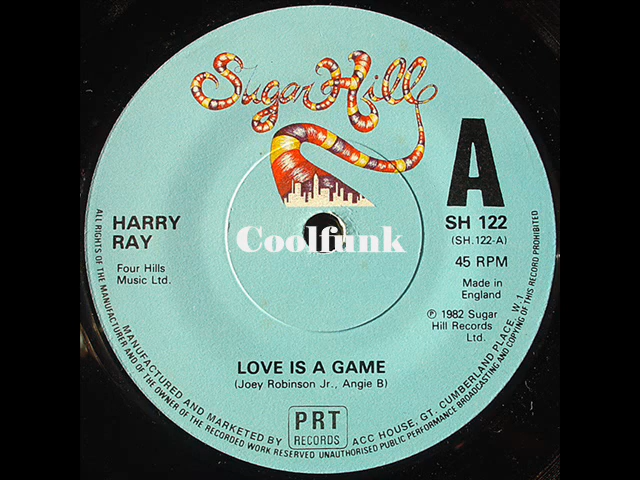 Sugar Hill
A
HARRY
RAY
Four Hills
Music Ltd.
SH 122
(SH.122-A)
45 RPM
Made in
England
℗ 1982 Sugar
Hill Records
Ltd.
Coolfunk
LOVE IS A GAME
(Joey Robinson Jr., Angie B)
PRT
RECORDS
ALL RIGHTS OF THE MANUFACTURER AND OF THE OWNER OF THE RECORDED WORK RESERVED UNAUTHORISED PUBLIC PERFORMANCE BROADCASTING AND COPYING OF THIS RECORD PROHIBITED
MANUFACTURED AND MARKETED BY
ACC HOUSE, GT. CUMBERLAND PLACE, W.1.